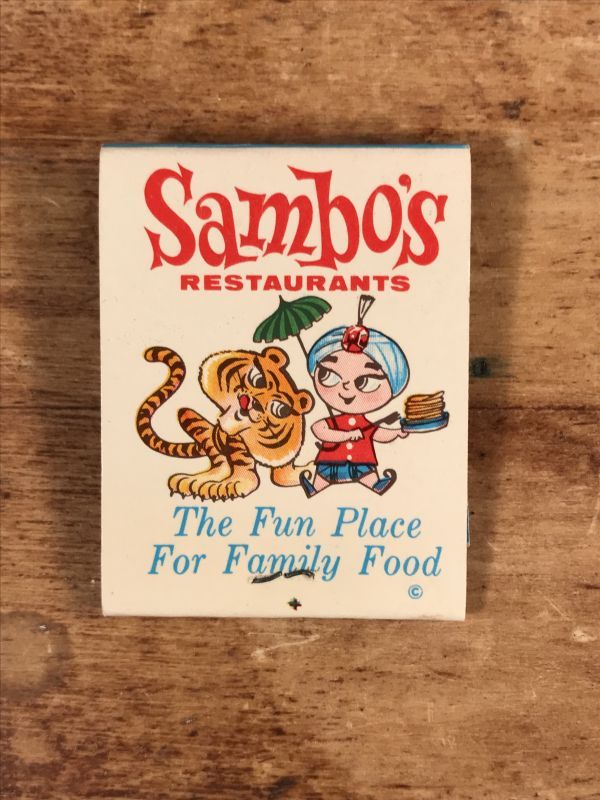 Sambo's
RESTAURANTS
The Fun Place
For Family Food
©